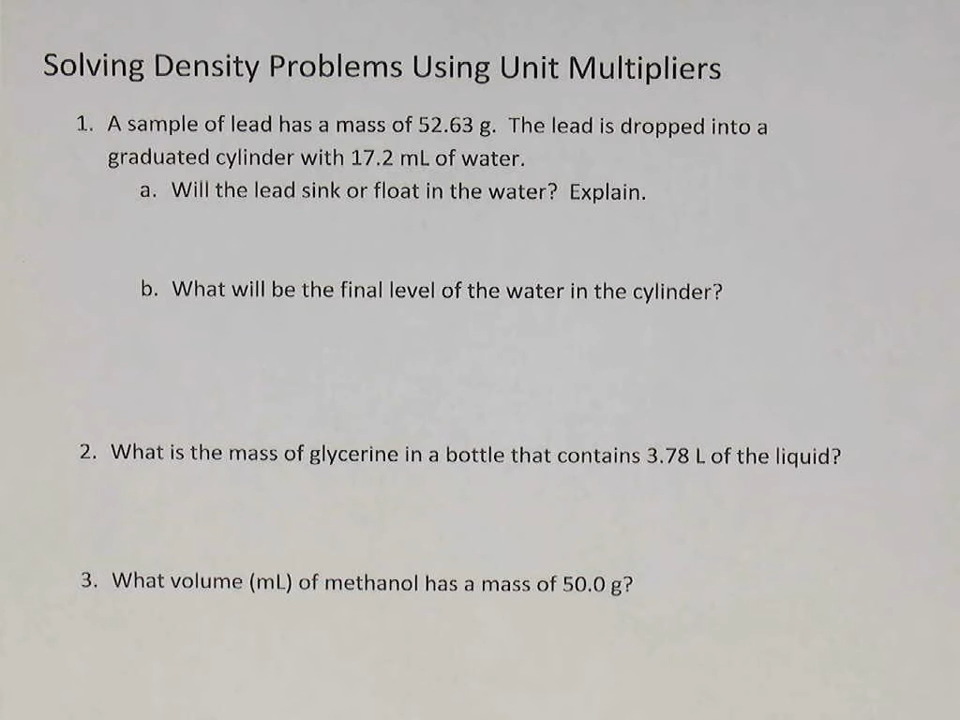 Solving Density Problems Using Unit Multipliers
1. A sample of lead has a mass of 52.63 g. The lead is dropped into a
graduated cylinder with 17.2 mL of water.
a. Will the lead sink or float in the water? Explain.
b. What will be the final level of the water in the cylinder?
2. What is the mass of glycerine in a bottle that contains 3.78 L of the liquid?
3. What volume (mL) of methanol has a mass of 50.0 g?